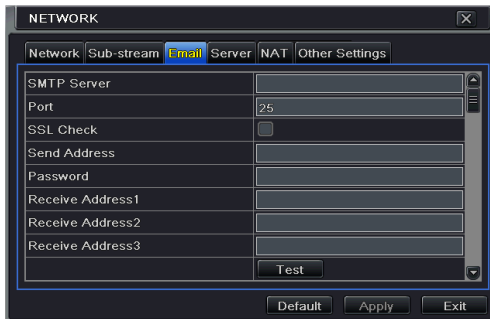 NETWORK
Network Sub-stream Email Server NAT Other Settings
SMTP Server
Port 25
SSL Check
Send Address
Password
Receive Address1
Receive Address2
Receive Address3
Test
Default Apply Exit